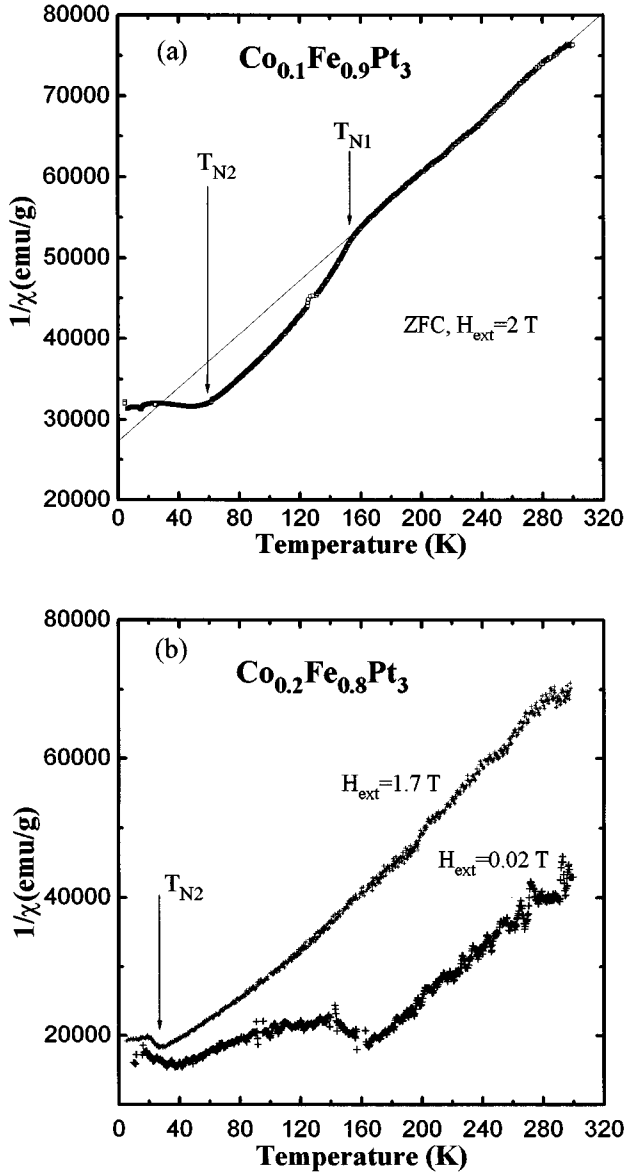 (a)
Co0.1Fe0.9Pt3
TN2
TN1
ZFC, Hext=2 T
1/χ(emu/g)
80000
70000
60000
50000
40000
30000
20000
0 40 80 120 160 200 240 280 320
Temperature (K)
(b)
Co0.2Fe0.8Pt3
Hext=1.7 T
Hext=0.02 T
TN2
1/χ(emu/g)
80000
60000
40000
20000
0 40 80 120 160 200 240 280 320
Temperature (K)